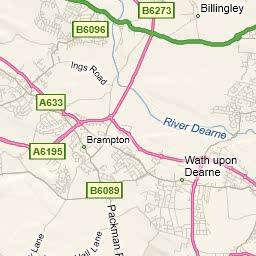 B6273
Billingley
B6096
Ings Road
A633
River Dearne
A6195
Brampton
Wath upon
Dearne
B6089
Packman R
Lane
Lane